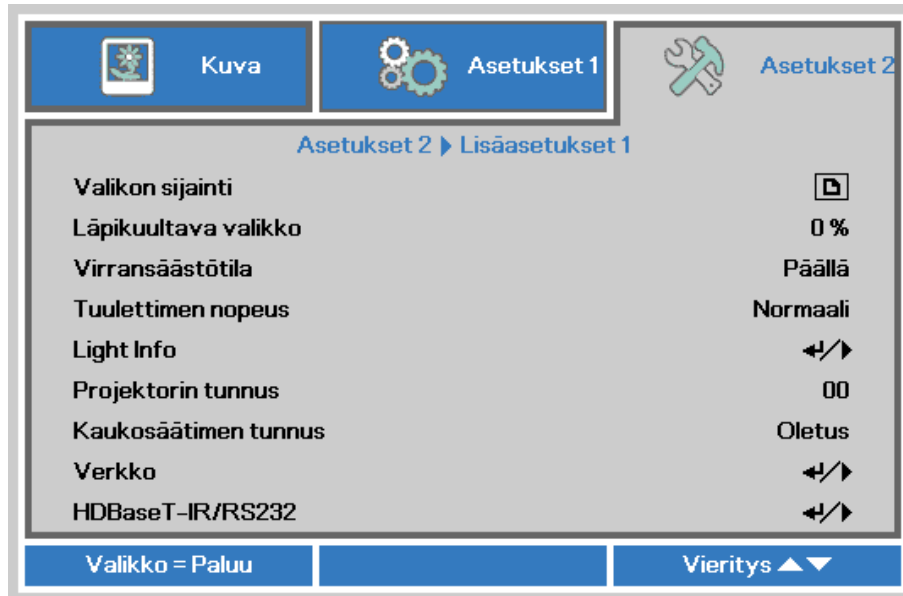 Kuva
Asetukset 1
Asetukset 2
Asetukset 2 Lisäasetukset 1
Valikon sijainti
Läpikuultava valikko 0 %
Virransäästötila Päällä
Tuulettimen nopeus Normaali
Light Info
Projektorin tunnus 00
Kaukosäätimen tunnus Oletus
Verkko
HDBaseT-IR/RS232
Valikko = Paluu
Vieritys